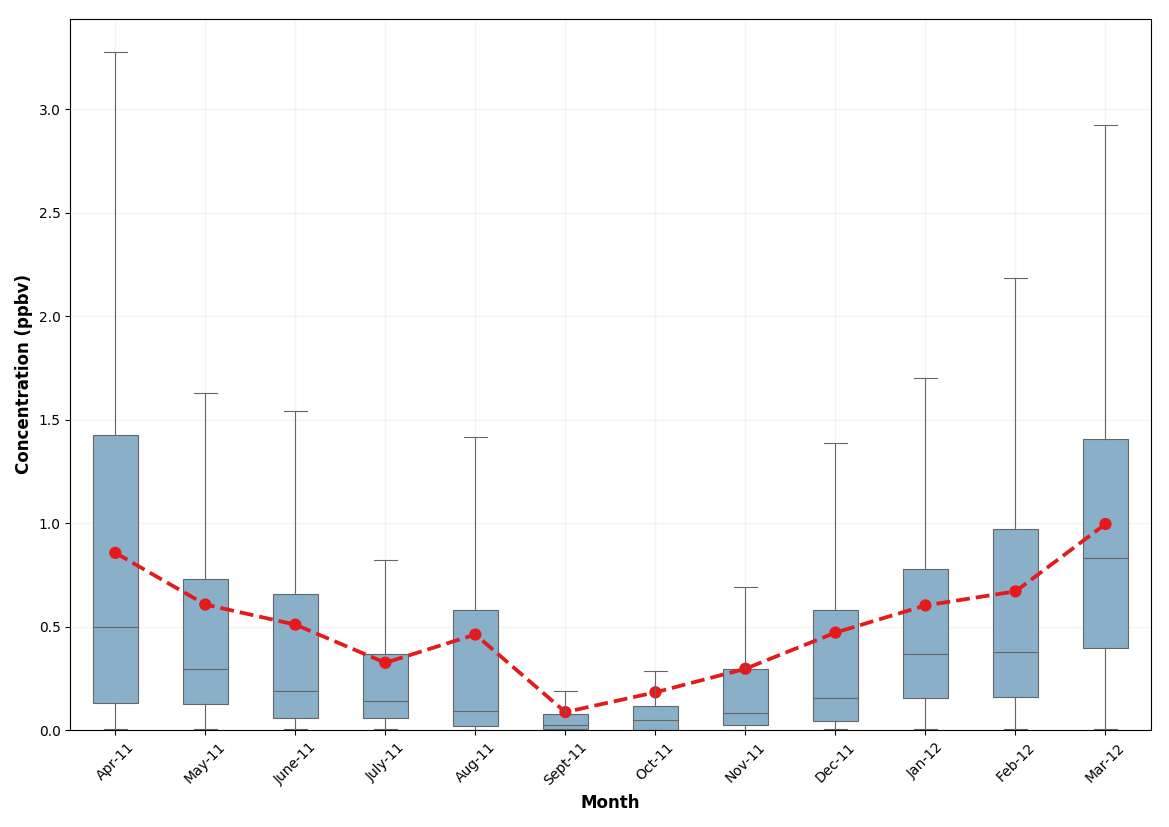 Concentration (ppbv)
3.0
2.5
2.0
1.5
1.0
0.5
0.0
Apr-11
May-11
June-11
July-11
Aug-11
Sept-11
Oct-11
Nov-11
Dec-11
Jan-12
Feb-12
Mar-12
Month